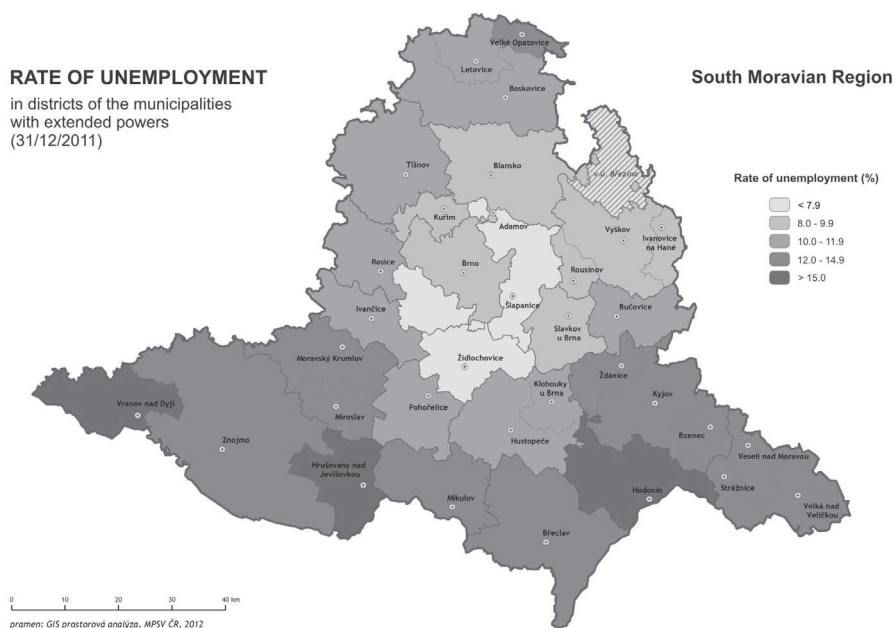 RATE OF UNEMPLOYMENT
in districts of the municipalities
with extended powers
(31/12/2011)
South Moravian Region
Rate of unemployment (%)
< 7.9
8.0 - 9.9
10.0 - 11.9
12.0 - 14.9
> 15.0
Velké Opatovice
Letovice
Boskovice
Tišnov
Blansko
v.ú. Březina
Kuřim
Adamov
Vyškov
Ivanovice
na Hané
Rosice
Brno
Rousínov
Šlapanice
Ivančice
Slavkov
u Brna
Bučovice
Moravský Krumlov
Židlochovice
Ždánice
Vranov nad Dyjí
Miroslav
Pohořelice
Klobouky
u Brna
Kyjov
Bzenec
Znojmo
Hustopeče
Veselí nad Moravou
Hrušovany nad
Jevišovkou
Strážnice
Mikulov
Hodonín
Velká nad
Veličkou
Břeclav
0 10 20 30 40 km
pramen: GIS prostorová analýza, MPSV ČR, 2012